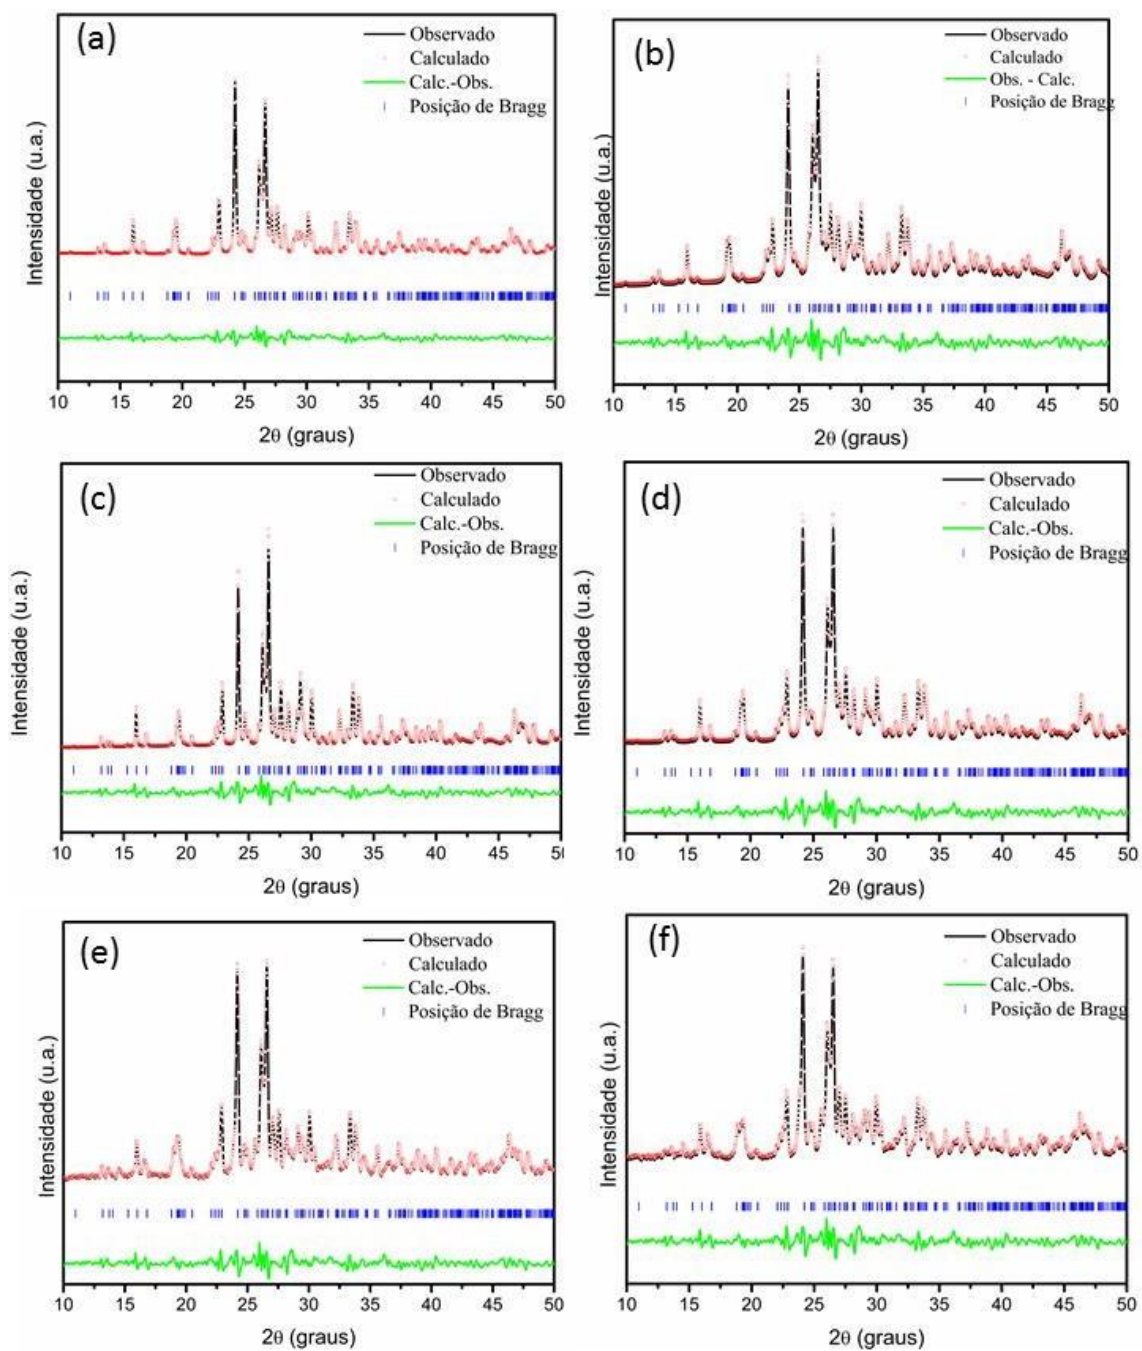 (a)
Observado
Calculado
Calc.-Obs.
Posição de Bragg
Intensidade (u.a.)
10 15 20 25 30 35 40 45 50
2θ (graus)
(b)
Observado
Calculado
Obs. - Calc.
Posição de Bragg
Intensidade (u.a.)
10 15 20 25 30 35 40 45 50
2θ (graus)
(c)
Observado
Calculado
Calc.-Obs.
Posição de Bragg
Intensidade (u.a.)
10 15 20 25 30 35 40 45 50
2θ (graus)
(d)
Observado
Calculado
Calc.-Obs.
Posição de Bragg
Intensidade (u.a.)
10 15 20 25 30 35 40 45 50
2θ (graus)
(e)
Observado
Calculado
Calc.-Obs.
Posição de Bragg
Intensidade (u.a.)
10 15 20 25 30 35 40 45 50
2θ (graus)
(f)
Observado
Calculado
Calc.-Obs.
Posição de Bragg
Intensidade (u.a.)
10 15 20 25 30 35 40 45 50
2θ (graus)